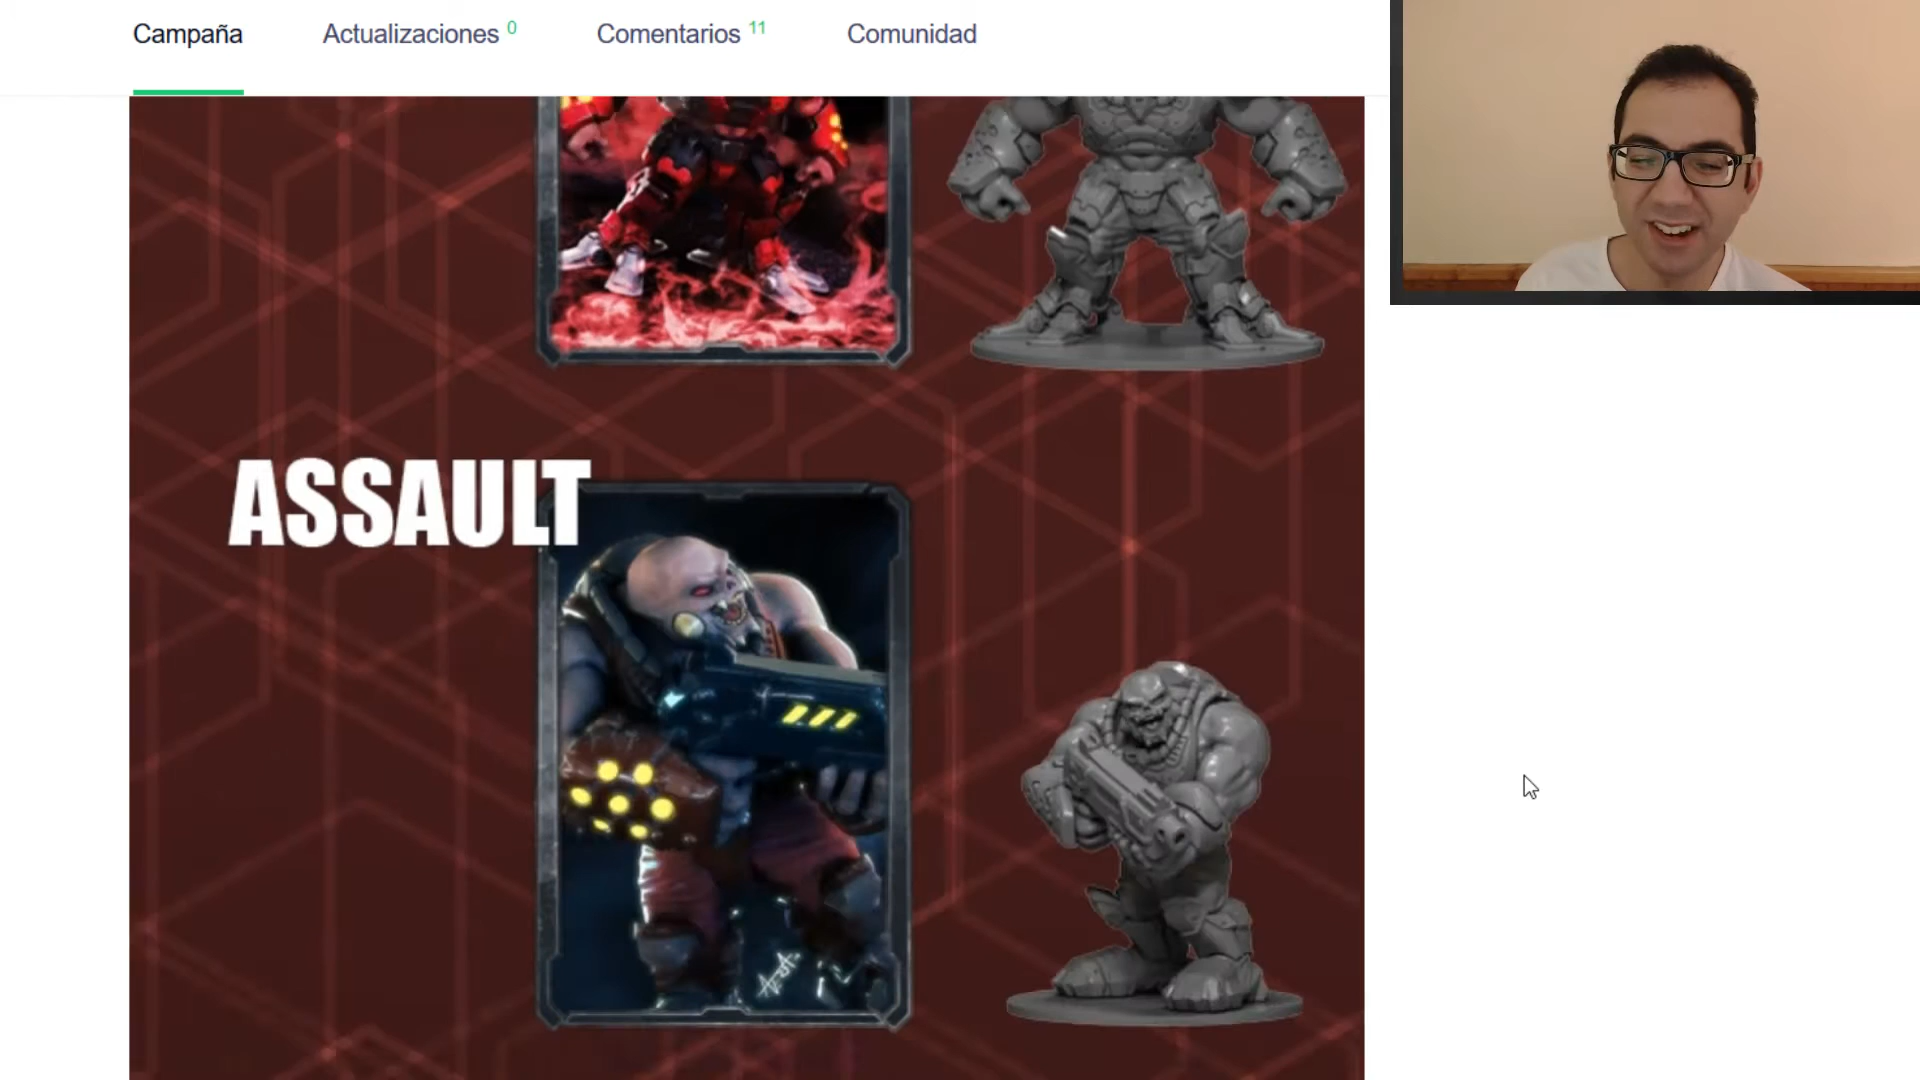 Campaña
Actualizaciones 0
Comentarios 11
Comunidad
ASSAULT